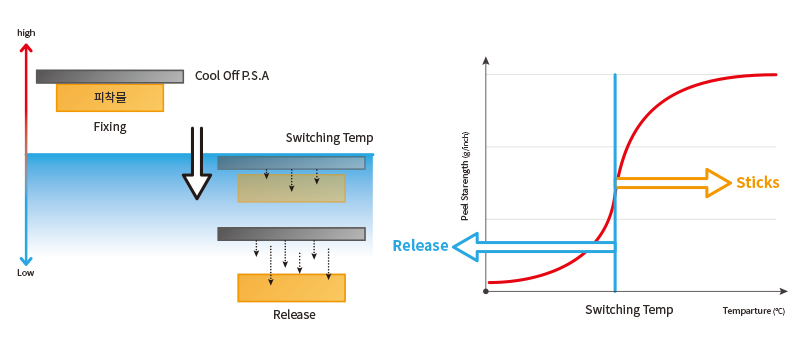 high
Cool Off P.S.A
피착물
Fixing
Switching Temp
Low
Release
Peel Starength (g/inch)
Sticks
Release
Switching Temp
Temparture (℃)